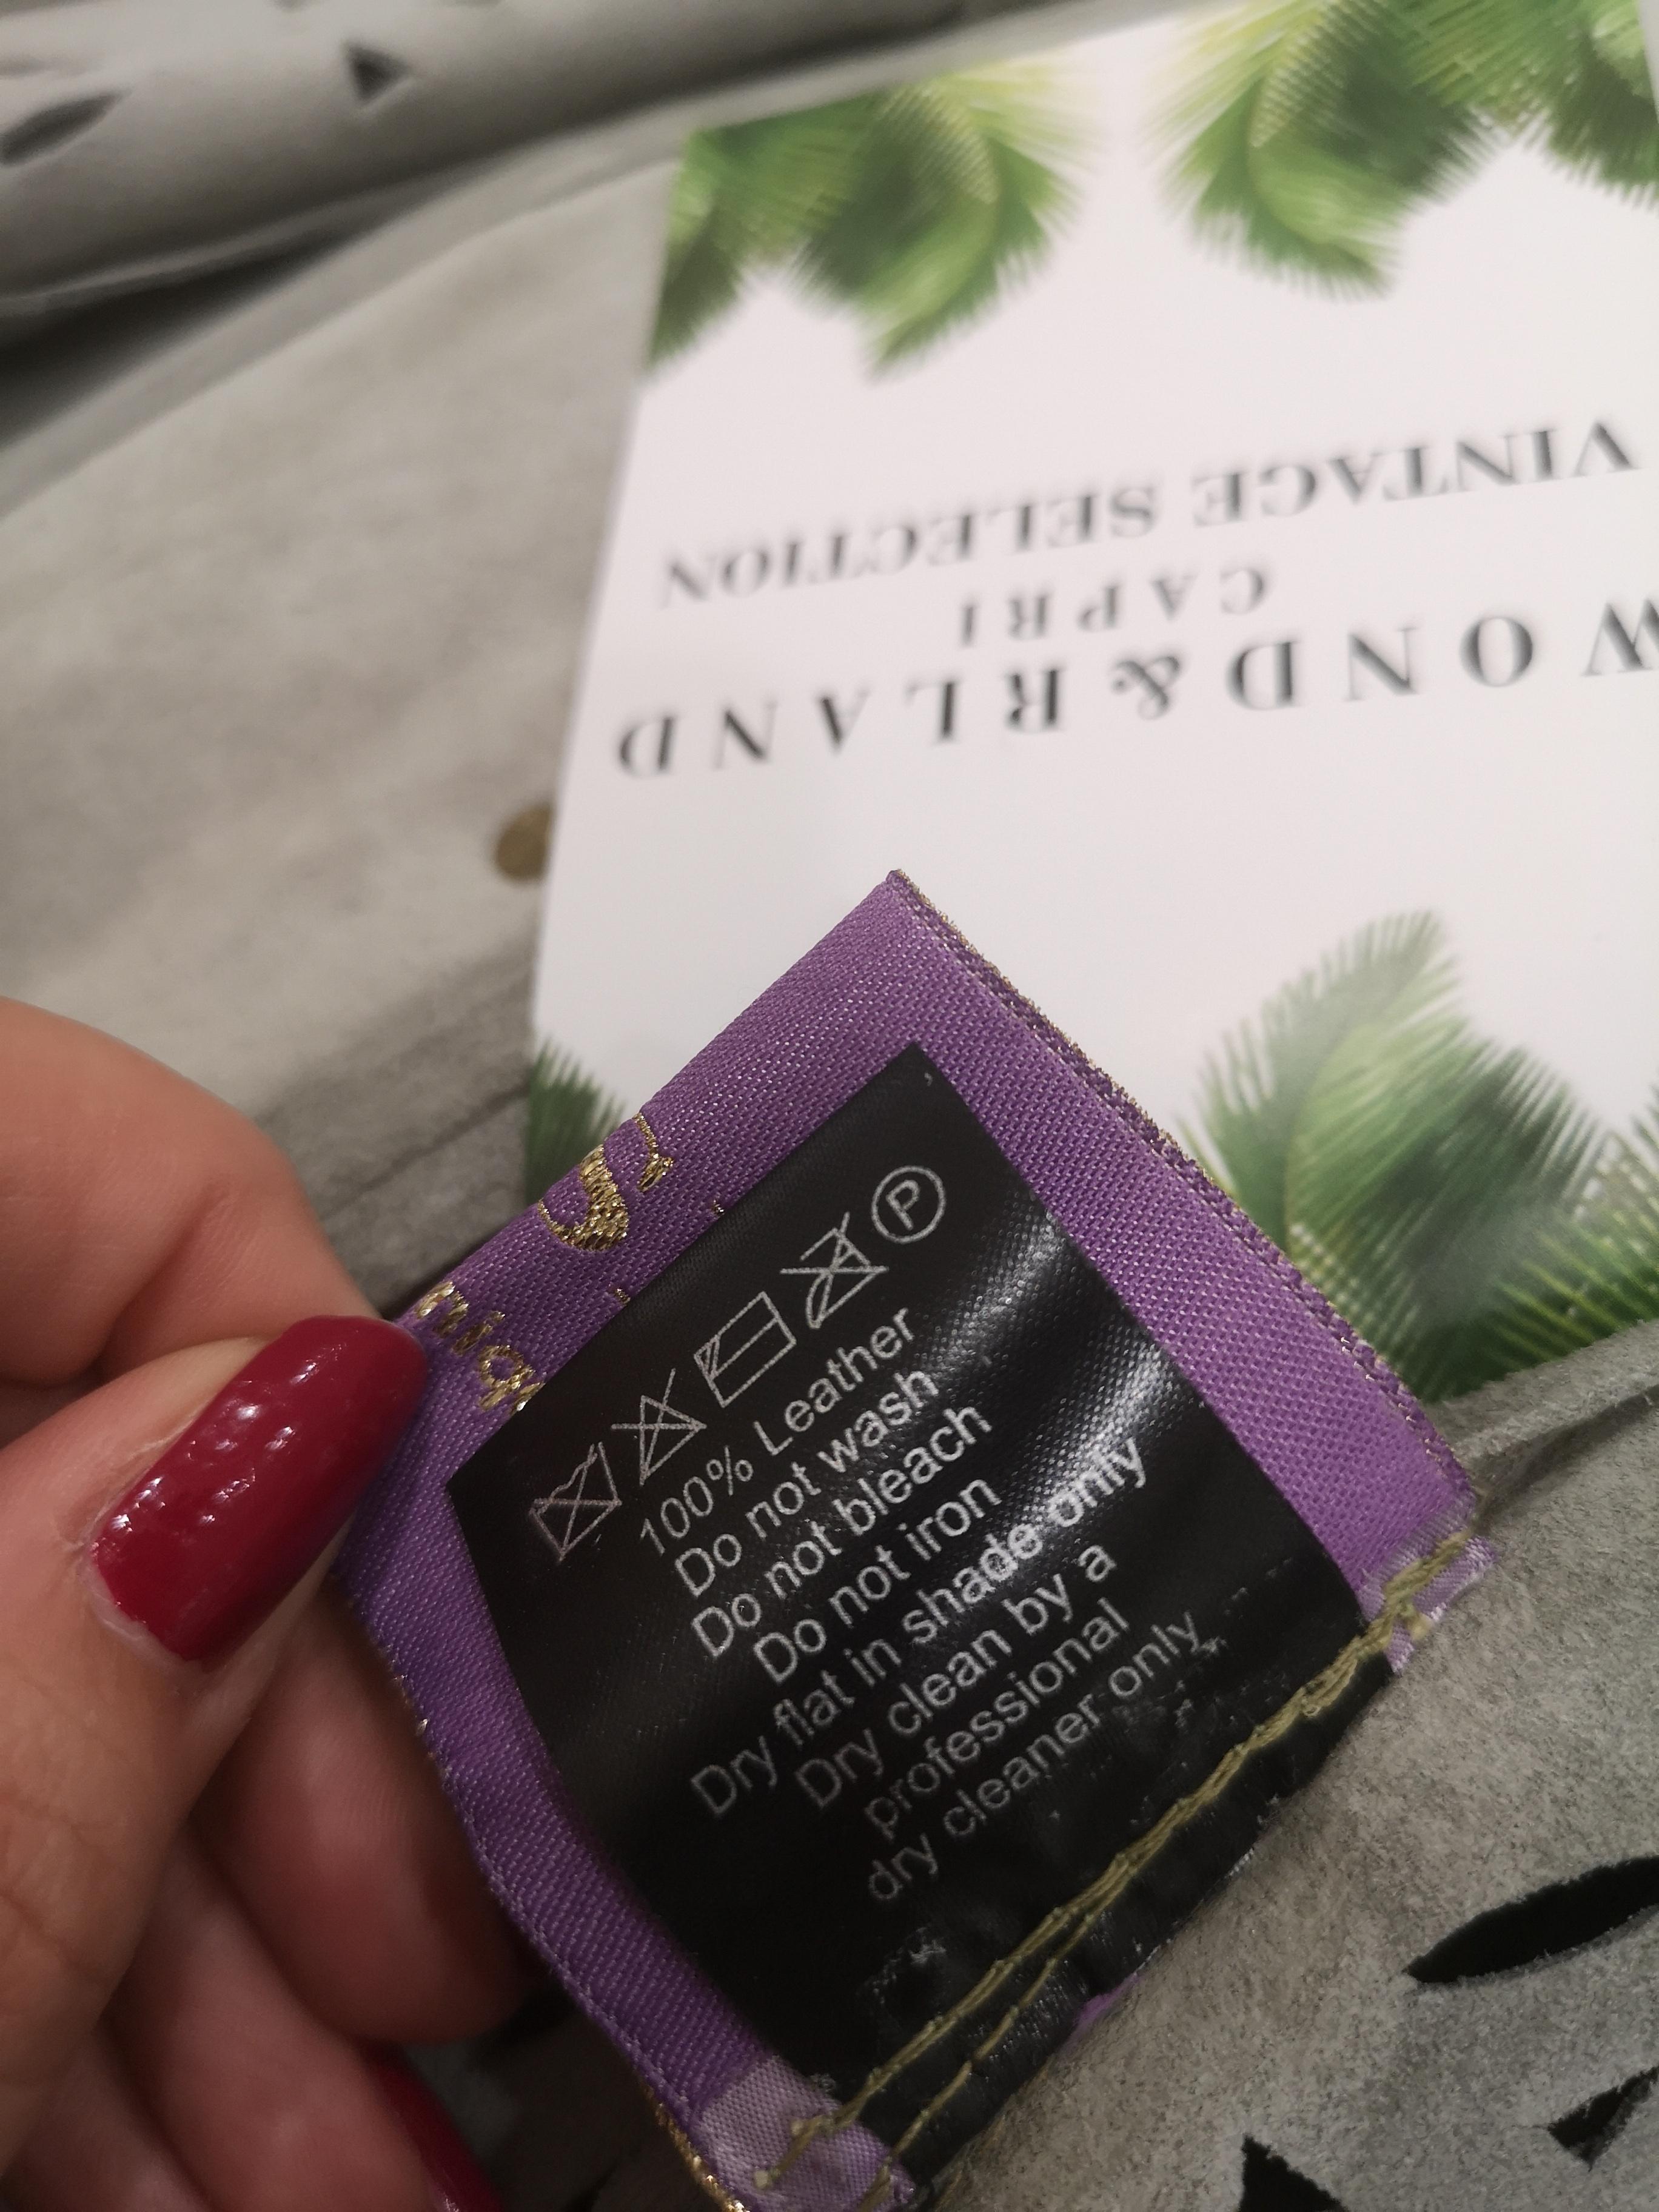 WOND&RLAND
CAPRI
VINTAGE SELECTION
P
100% Leather
Do not wash
Do not bleach
Do not iron
Dry flat in shade only
Dry clean by a
professional
dry cleaner only